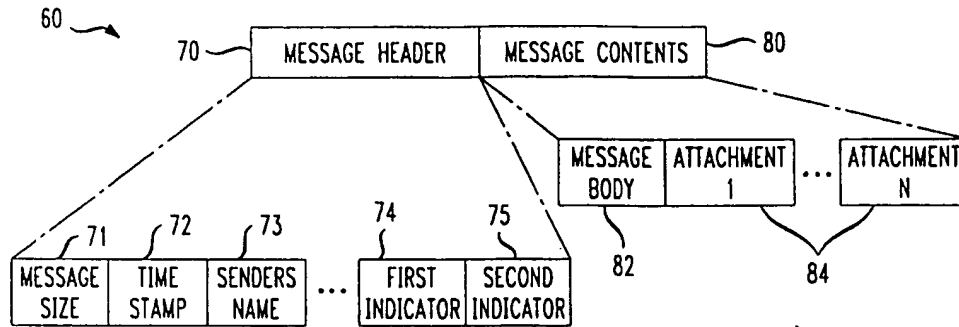 60
70
MESSAGE HEADER
MESSAGE CONTENTS
80
MESSAGE
BODY
ATTACHMENT
1
...
ATTACHMENT
N
82
84
71
72
73
74
75
MESSAGE
SIZE
TIME
STAMP
SENDERS
NAME
...
FIRST
INDICATOR
SECOND
INDICATOR